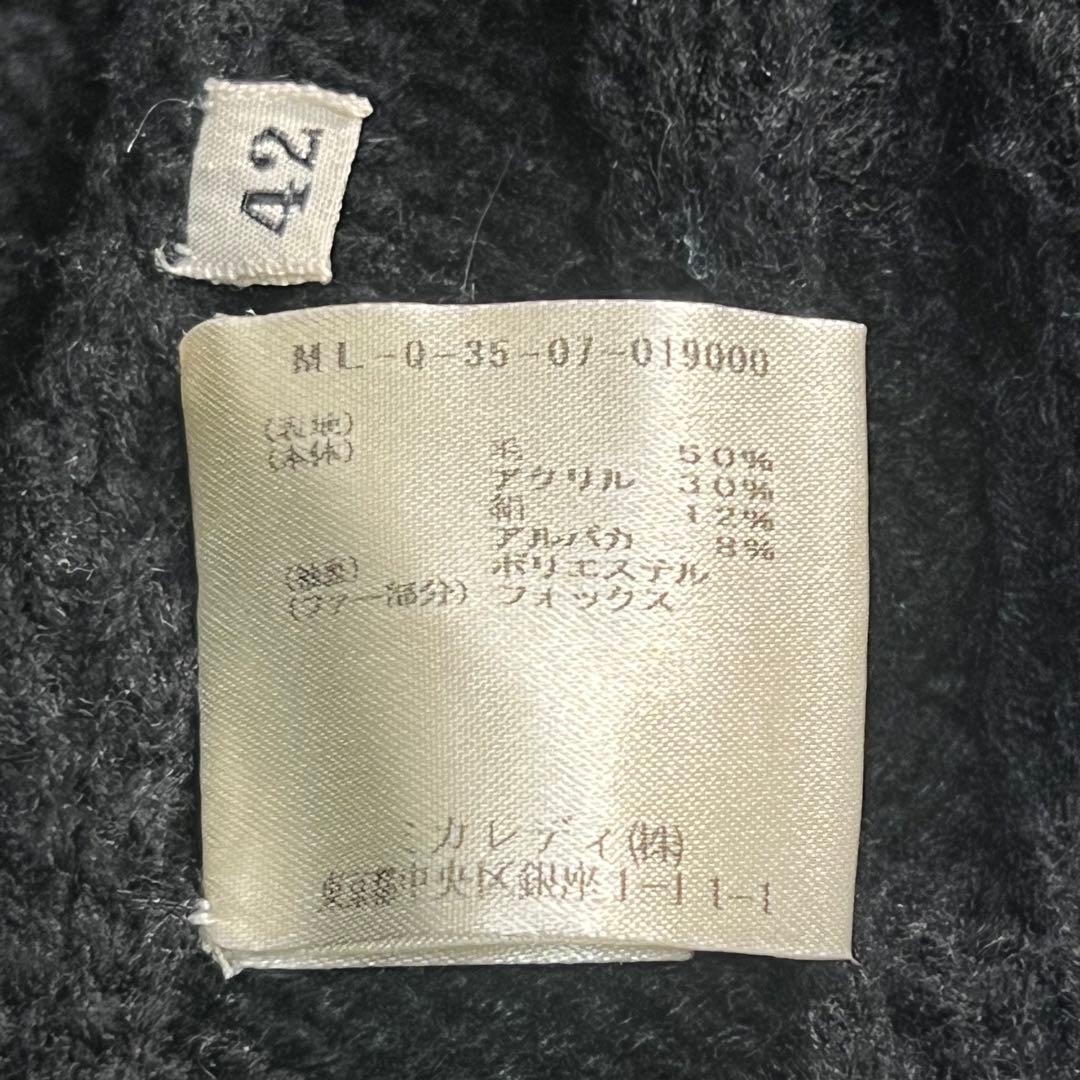 42
ML-0-35-07-019000
(表地)
(本体) 毛 50%
アクリル 30%
絹 12%
アルパカ 8%
ポリエステル
(ファー部分) フォックス
ミカレディ(株)
東京都中央区銀座1-11-1